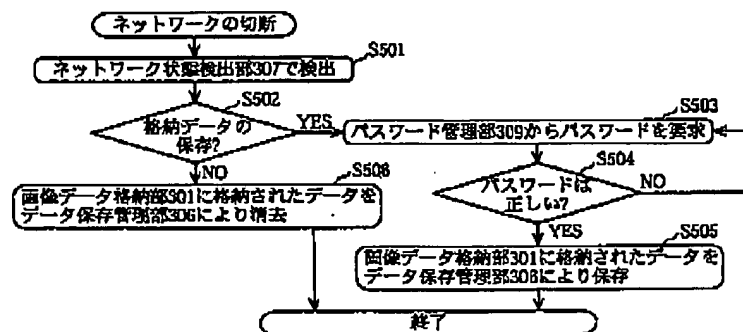 ネットワークの切断
S501
ネットワーク状態検出部307で検出
S502
格納データの
保存?
YES
NO
S503
パスワード管理部309からパスワードを要求
S504
パスワードは
正しい?
NO
YES
S506
画像データ格納部301に格納されたデータを
データ保存管理部306により消去
S505
画像データ格納部301に格納されたデータを
データ保存管理部306により保存
終了